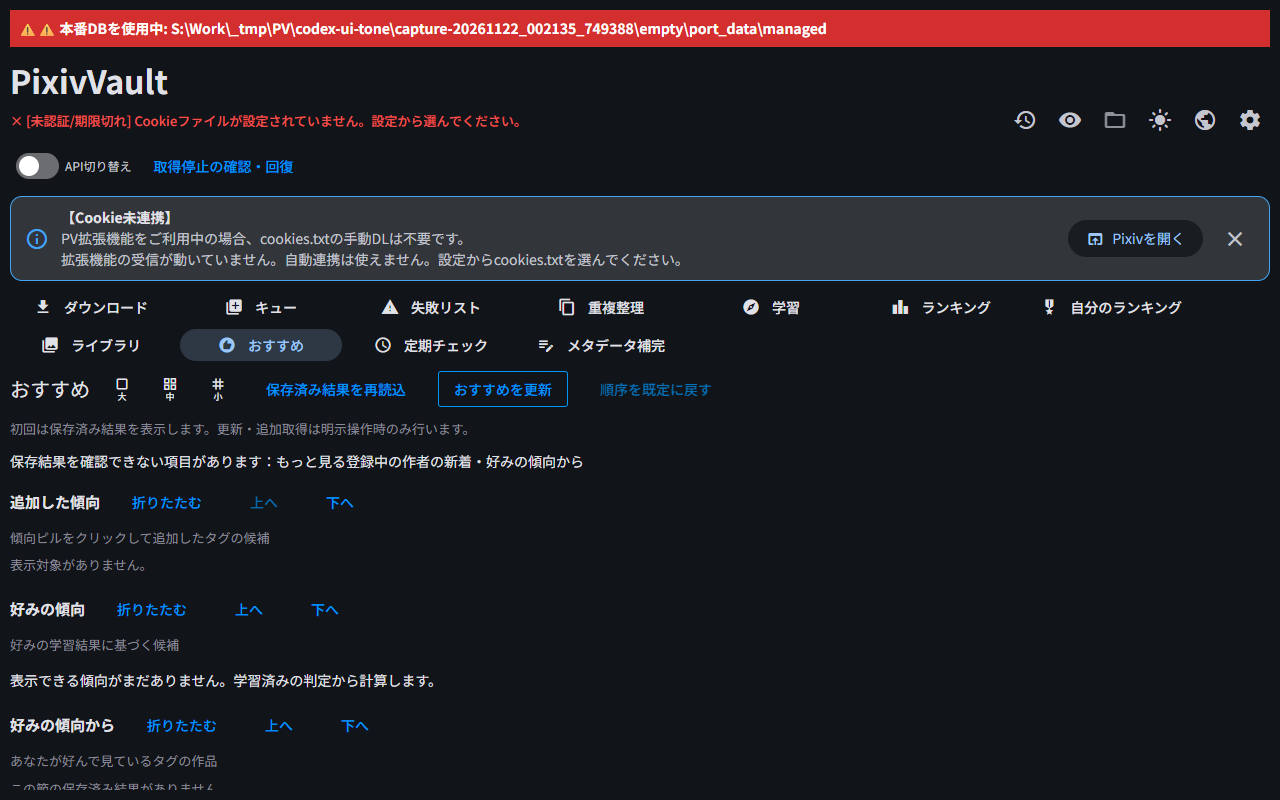 本番DBを使用中: S:\Work\_tmp\PV\codex-ui-tone\capture-20261122_002135_749388\empty\port_data\managed
PixivVault
× [未認証/期限切れ] Cookieファイルが設定されていません。設定から選んでください。
API切り替え 取得停止の確認・回復
【Cookie未連携】
PV拡張機能をご利用中の場合、cookies.txtの手動DLは不要です。
拡張機能の受信が動いていません。自動連携は使えません。設定からcookies.txtを選んでください。
Pixivを開く
ダウンロード キュー 失敗リスト 重複整理 学習 ランキング 自分のランキング
ライブラリ おすすめ 定期チェック メタデータ補完
おすすめ 大 中 小 保存済み結果を再読込 おすすめを更新 順序を既定に戻す
初回は保存済み結果を表示します。更新・追加取得は明示操作時のみ行います。
保存結果を確認できない項目があります：もっと見る登録中の作者の新着・好みの傾向から
追加した傾向 折りたたむ 上へ 下へ
傾向ピルをクリックして追加したタグの候補
表示対象がありません。
好みの傾向 折りたたむ 上へ 下へ
好みの学習結果に基づく候補
表示できる傾向がまだありません。学習済みの判定から計算します。
好みの傾向から 折りたたむ 上へ 下へ
あなたが好んで見ているタグの作品
この節の保存済み結果がありません